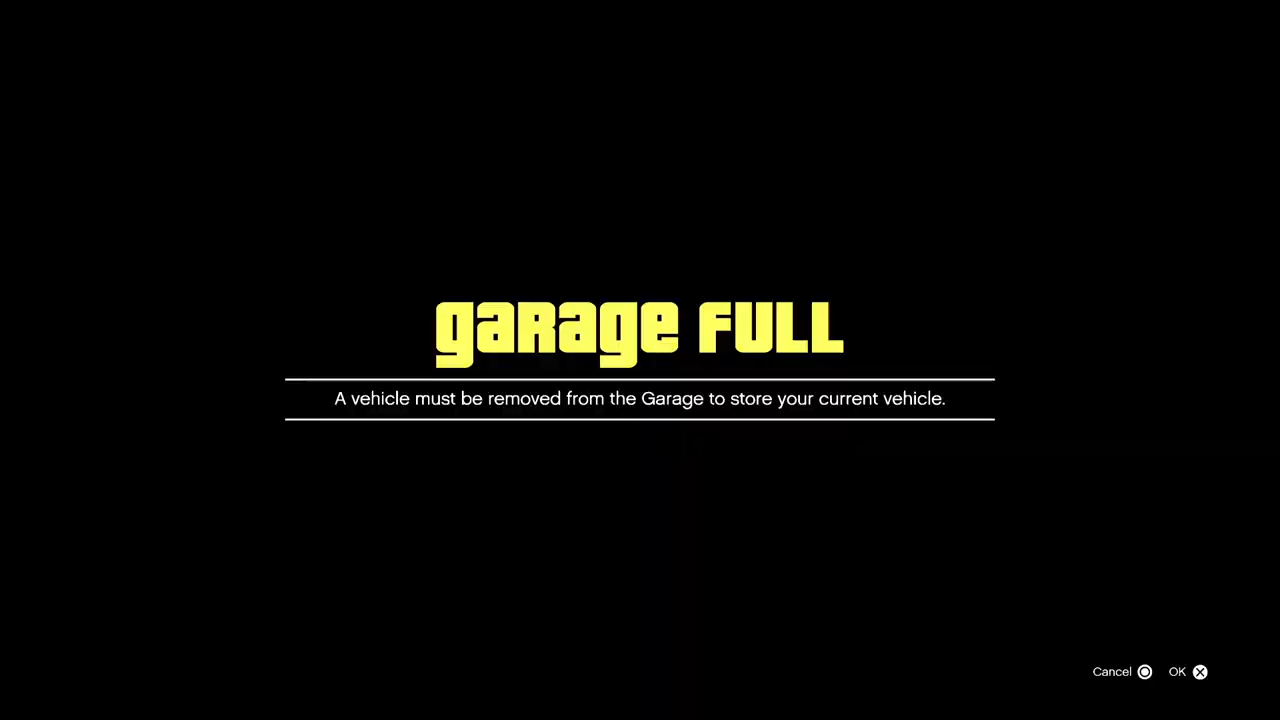 garage FULL
A vehicle must be removed from the Garage to store your current vehicle.
Cancel OK